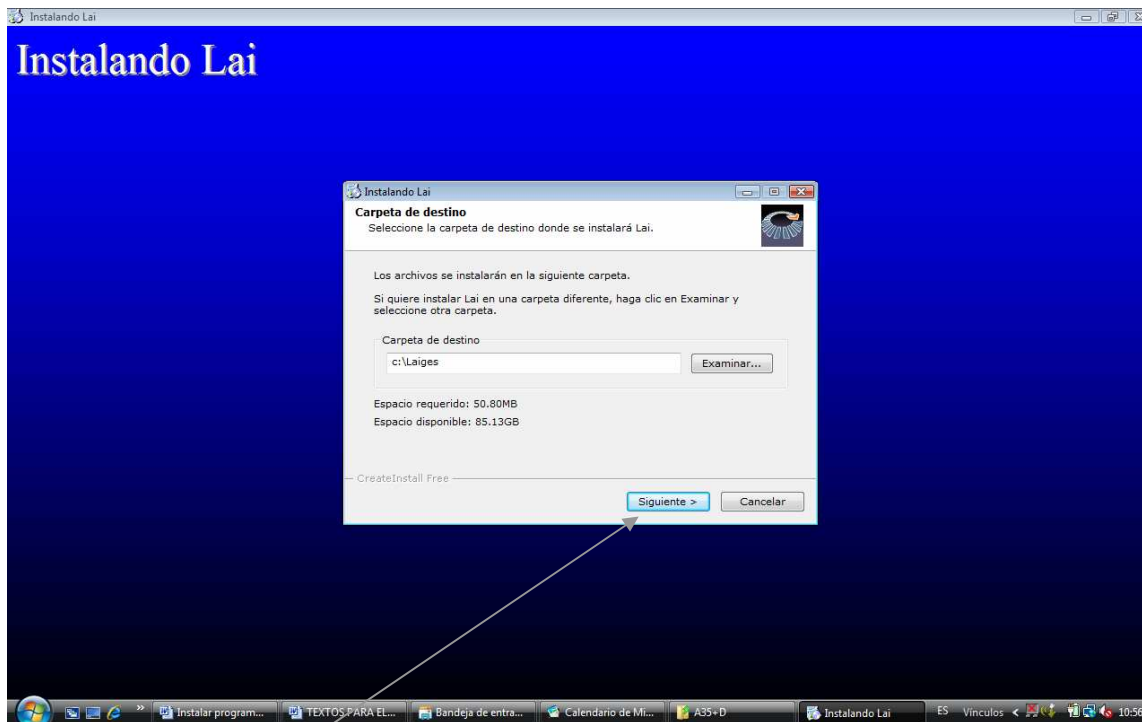 Instalando Lai
Instalando Lai
Instalando Lai
Carpeta de destino
Seleccione la carpeta de destino donde se instalará Lai.
Los archivos se instalarán en la siguiente carpeta.
Si quiere instalar Lai en una carpeta diferente, haga clic en Examinar y
seleccione otra carpeta.
Carpeta de destino
c:\Laiges
Examinar...
Espacio requerido: 50.80MB
Espacio disponible: 85.13GB
CreateInstall Free
Siguiente >
Cancelar
» Instalar program... TEXTOS PARA EL... Bandeja de entra... Calendario de Mi... A35+D Instalando Lai ES Vínculos <